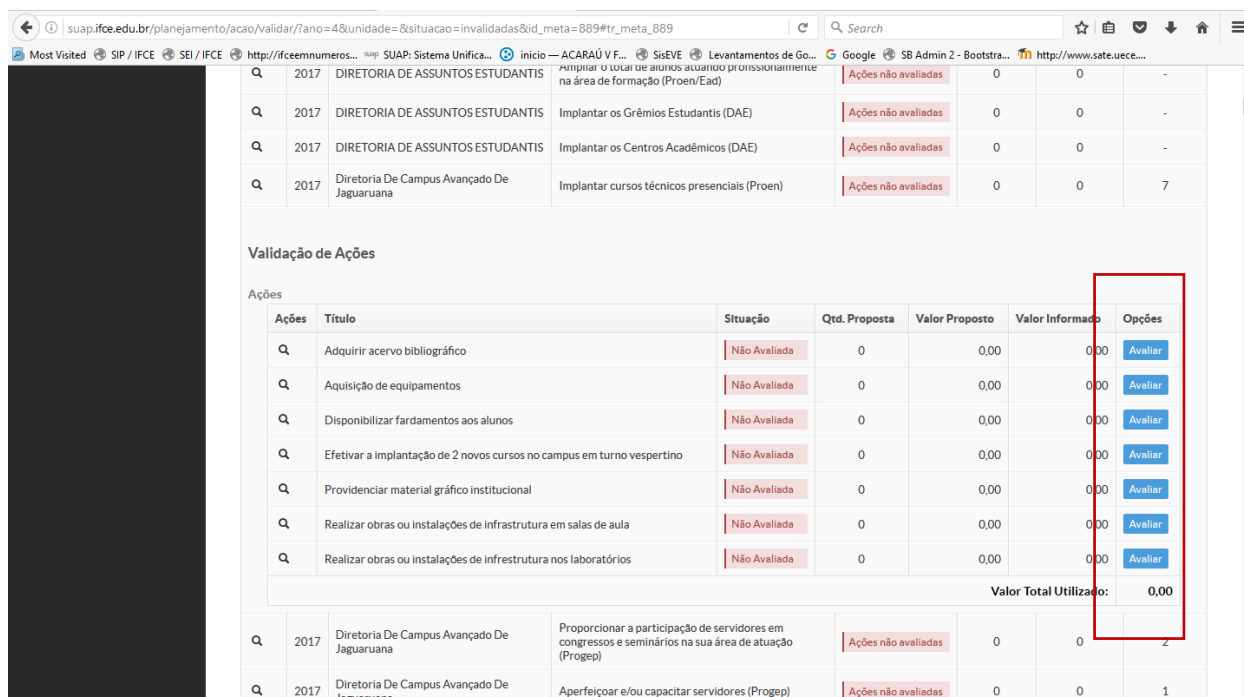 suap.ifce.edu.br/planejamento/acao/validar/?ano=4&unidade=&situacao=invalidadas&id_meta=889#tr_meta_889
Search
Most Visited SIP / IFCE SEI / IFCE http://ifceemnumeros... suap SUAP: Sistema Unifica... inicio — ACARAÚ V F... SisEVE Levantamentos de Go... G Google SB Admin 2 - Bootstra... http://www.sate.uece....
2017 DIRETORIA DE ASSUNTOS ESTUDANTIS Ampliar o total de alunos atuando profissionalmente na área de formação (Proen/Ead) Ações não avaliadas 0 0 -
2017 DIRETORIA DE ASSUNTOS ESTUDANTIS Implantar os Grêmios Estudantis (DAE) Ações não avaliadas 0 0 -
2017 DIRETORIA DE ASSUNTOS ESTUDANTIS Implantar os Centros Acadêmicos (DAE) Ações não avaliadas 0 0 -
2017 Diretoria De Campus Avançado De Jaguaruana Implantar cursos técnicos presenciais (Proen) Ações não avaliadas 0 0 7
Validação de Ações
Ações
Ações Título Situação Qtd. Proposta Valor Proposto Valor Informado Opções
Adquirir acervo bibliográfico Não Avaliada 0 0,00 0,00 Avaliar
Aquisição de equipamentos Não Avaliada 0 0,00 0,00 Avaliar
Disponibilizar fardamentos aos alunos Não Avaliada 0 0,00 0,00 Avaliar
Efetivar a implantação de 2 novos cursos no campus em turno vespertino Não Avaliada 0 0,00 0,00 Avaliar
Providenciar material gráfico institucional Não Avaliada 0 0,00 0,00 Avaliar
Realizar obras ou instalações de infrastrutura em salas de aula Não Avaliada 0 0,00 0,00 Avaliar
Realizar obras ou instalações de infrestrutura nos laboratórios Não Avaliada 0 0,00 0,00 Avaliar
Valor Total Utilizado: 0,00
2017 Diretoria De Campus Avançado De Jaguaruana Proporcionar a participação de servidores em congressos e seminários na sua área de atuação (Progep) Ações não avaliadas 0 0 2
2017 Diretoria De Campus Avançado De Jaguaruana Aperfeiçoar e/ou capacitar servidores (Progep) Ações não avaliadas 0 0 1